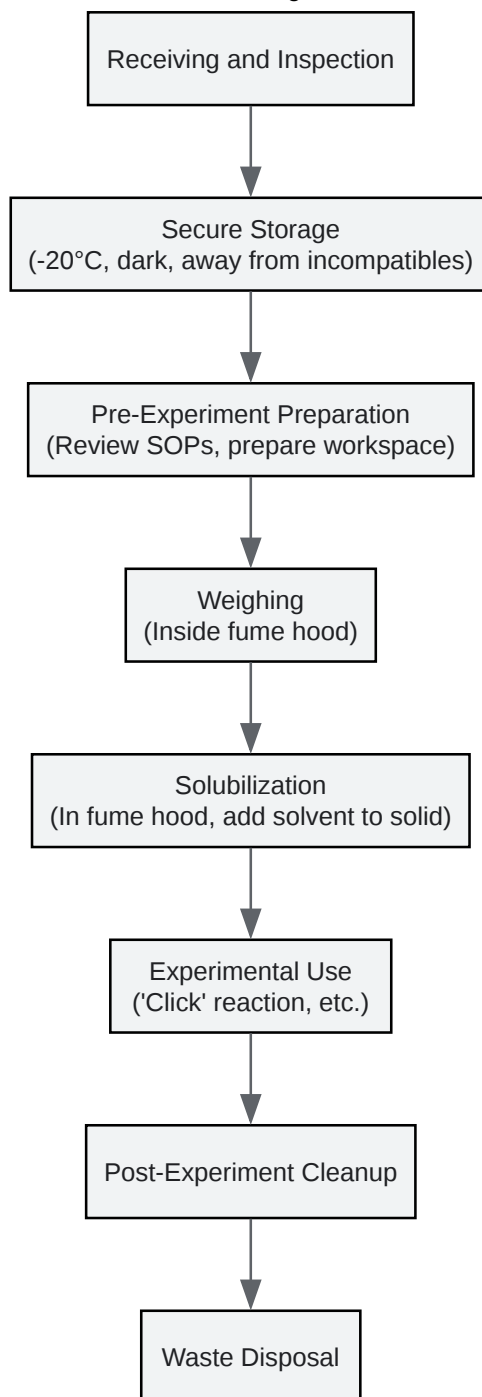 Receiving and Inspection
Secure Storage
(-20°C, dark, away from incompatibles)
Pre-Experiment Preparation
(Review SOPs, prepare workspace)
Weighing
(Inside fume hood)
Solubilization
(In fume hood, add solvent to solid)
Experimental Use
('Click' reaction, etc.)
Post-Experiment Cleanup
Waste Disposal